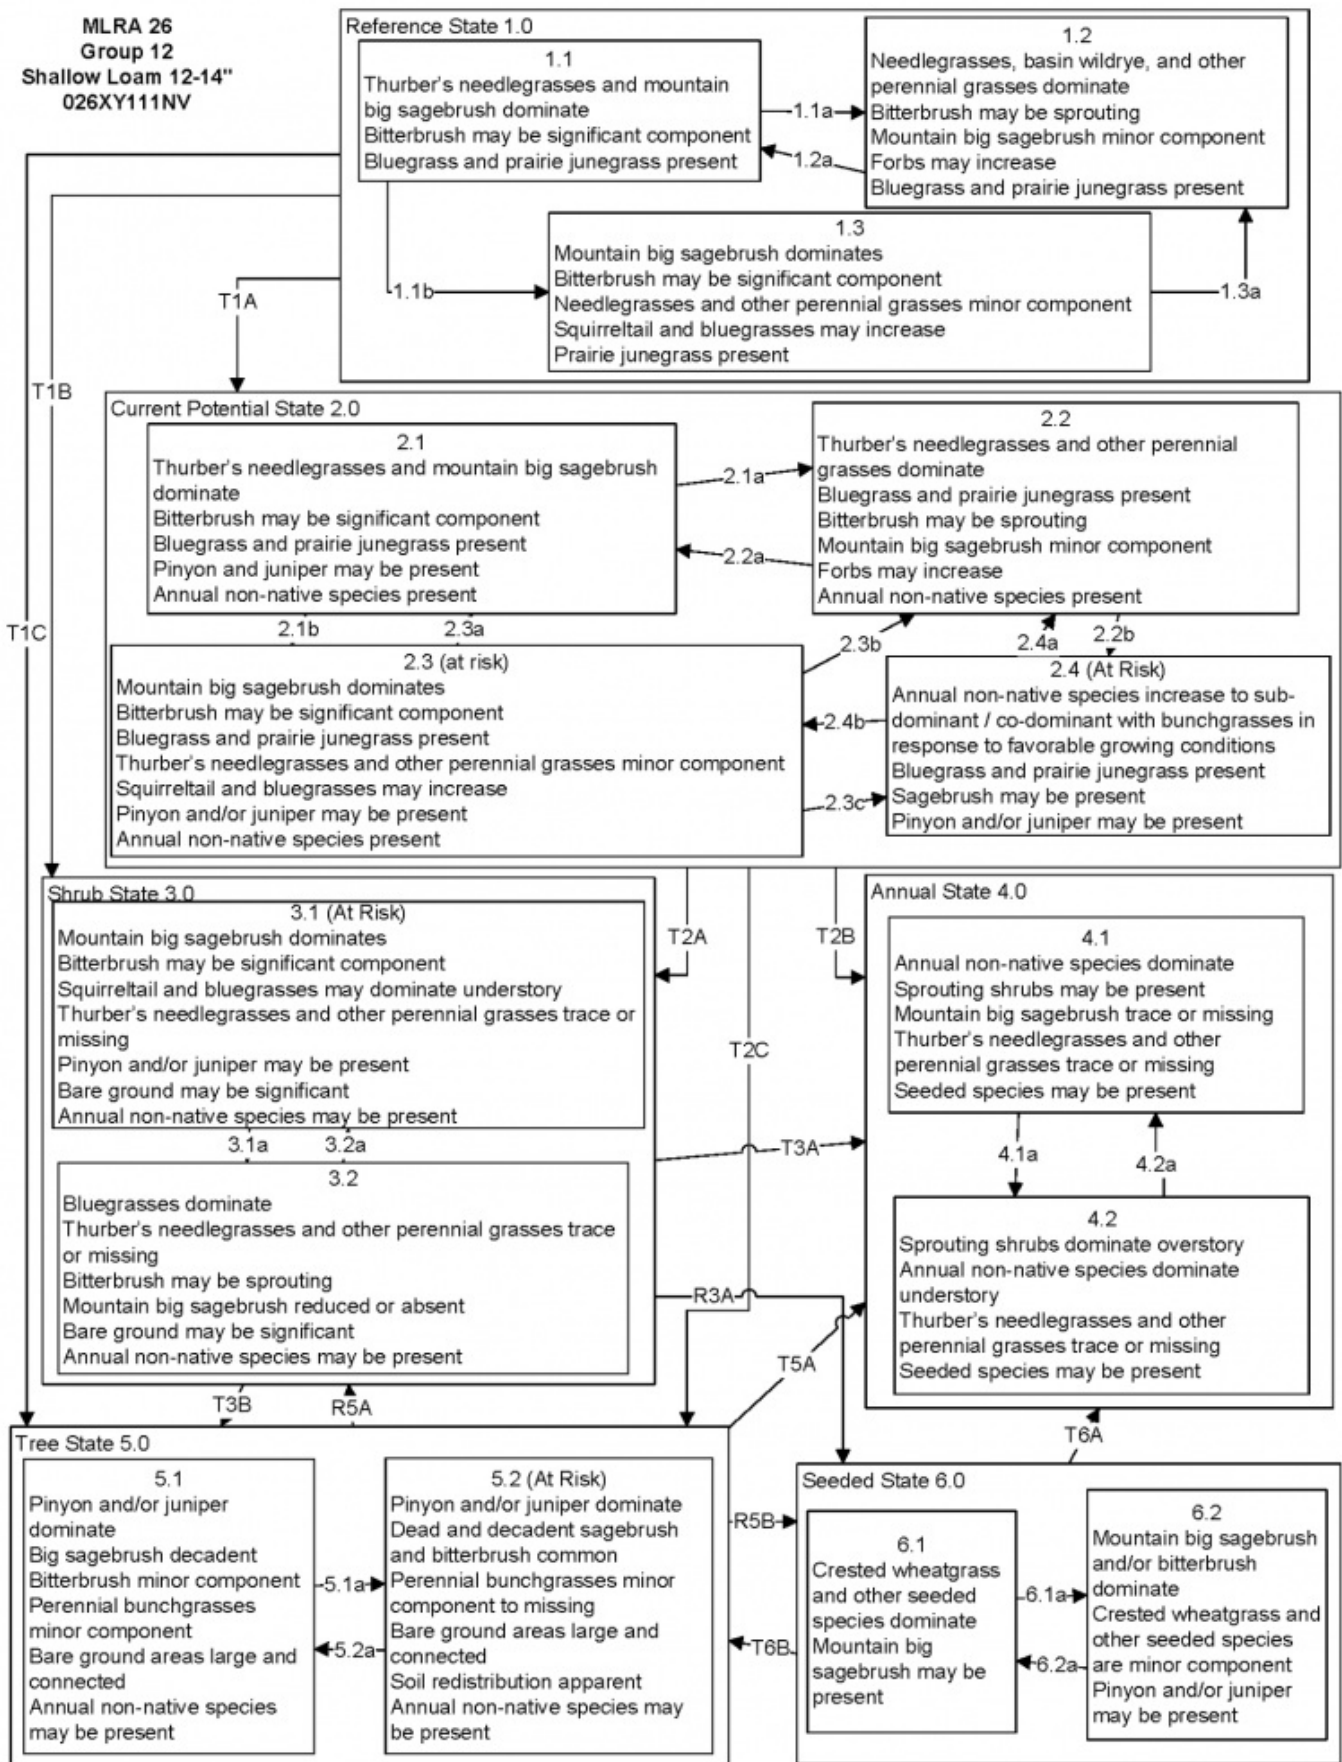 MLRA 26
Group 12
Shallow Loam 12-14"
026XY111NV
Reference State 1.0
1.1
Thurber's needlegrasses and mountain
big sagebrush dominate
Bitterbrush may be significant component
Bluegrass and prairie junegrass present
1.1a
1.2a
1.2
Needlegrasses, basin wildrye, and other
perennial grasses dominate
Bitterbrush may be sprouting
Mountain big sagebrush minor component
Forbs may increase
Bluegrass and prairie junegrass present
1.1b
1.3
Mountain big sagebrush dominates
Bitterbrush may be significant component
Needlegrasses and other perennial grasses minor component
Squirreltail and bluegrasses may increase
Prairie junegrass present
1.3a
T1A
T1B
T1C
Current Potential State 2.0
2.1
Thurber's needlegrasses and mountain big sagebrush
dominate
Bitterbrush may be significant component
Bluegrass and prairie junegrass present
Pinyon and juniper may be present
Annual non-native species present
2.1a
2.2a
2.2
Thurber's needlegrasses and other perennial
grasses dominate
Bluegrass and prairie junegrass present
Bitterbrush may be sprouting
Mountain big sagebrush minor component
Forbs may increase
Annual non-native species present
2.1b
2.3a
2.3b
2.4a
2.2b
2.3 (at risk)
Mountain big sagebrush dominates
Bitterbrush may be significant component
Bluegrass and prairie junegrass present
Thurber's needlegrasses and other perennial grasses minor component
Squirreltail and bluegrasses may increase
Pinyon and/or juniper may be present
Annual non-native species present
2.4b
2.3c
2.4 (At Risk)
Annual non-native species increase to sub-
dominant / co-dominant with bunchgrasses in
response to favorable growing conditions
Bluegrass and prairie junegrass present
Sagebrush may be present
Pinyon and/or juniper may be present
T2A
T2B
T2C
Shrub State 3.0
3.1 (At Risk)
Mountain big sagebrush dominates
Bitterbrush may be significant component
Squirreltail and bluegrasses may dominate understory
Thurber's needlegrasses and other perennial grasses trace or
missing
Pinyon and/or juniper may be present
Bare ground may be significant
Annual non-native species may be present
3.1a
3.2a
3.2
Bluegrasses dominate
Thurber's needlegrasses and other perennial grasses trace
or missing
Bitterbrush may be sprouting
Mountain big sagebrush reduced or absent
Bare ground may be significant
Annual non-native species may be present
T3A
R3A
Annual State 4.0
4.1
Annual non-native species dominate
Sprouting shrubs may be present
Mountain big sagebrush trace or missing
Thurber's needlegrasses and other
perennial grasses trace or missing
Seeded species may be present
4.1a
4.2a
4.2
Sprouting shrubs dominate overstory
Annual non-native species dominate
understory
Thurber's needlegrasses and other
perennial grasses trace or missing
Seeded species may be present
T5A
T3B
R5A
T6A
Tree State 5.0
5.1
Pinyon and/or juniper
dominate
Big sagebrush decadent
Bitterbrush minor component
Perennial bunchgrasses
minor component
Bare ground areas large and
connected
Annual non-native species
may be present
5.1a
5.2a
5.2 (At Risk)
Pinyon and/or juniper dominate
Dead and decadent sagebrush
and bitterbrush common
Perennial bunchgrasses minor
component to missing
Bare ground areas large and
connected
Soil redistribution apparent
Annual non-native species may
be present
R5B
T6B
Seeded State 6.0
6.1
Crested wheatgrass
and other seeded
species dominate
Mountain big
sagebrush may be
present
6.1a
6.2a
6.2
Mountain big sagebrush
and/or bitterbrush
dominate
Crested wheatgrass and
other seeded species
are minor component
Pinyon and/or juniper
may be present